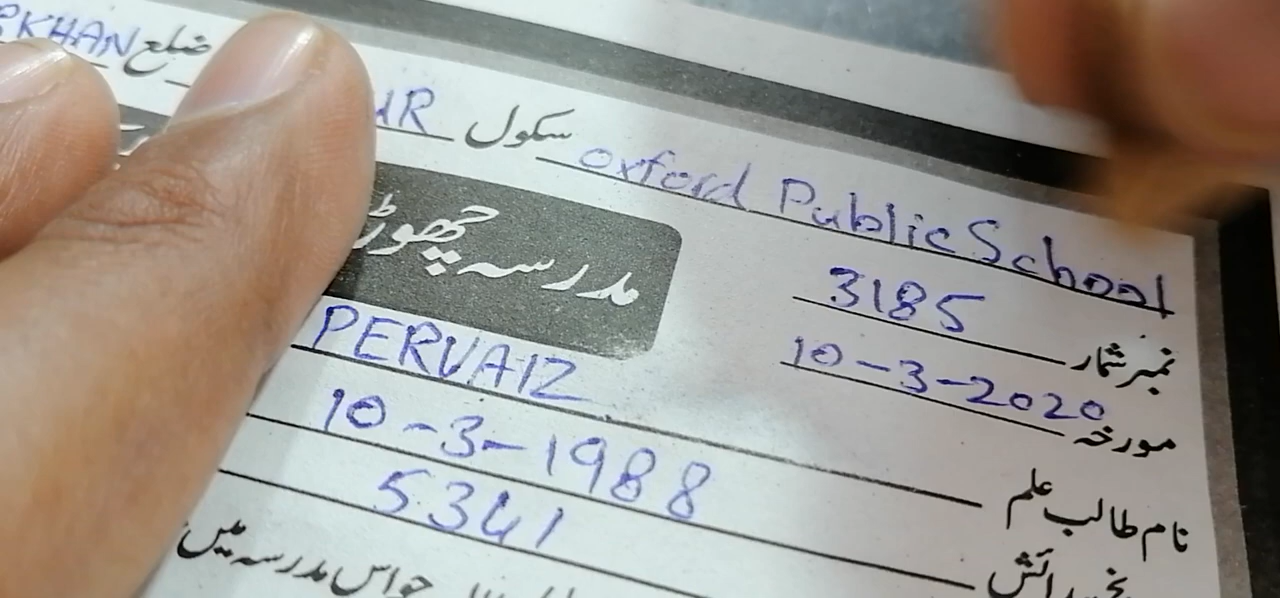 KHAN ضلع
سکول Oxford Public School
3185 نمبر شمار
مدرسہ چھوڑ
10-3-2020 مورخہ
نام طالب علم PERVAIZ
10-3-1988
5341
جو اس مدرسہ میں